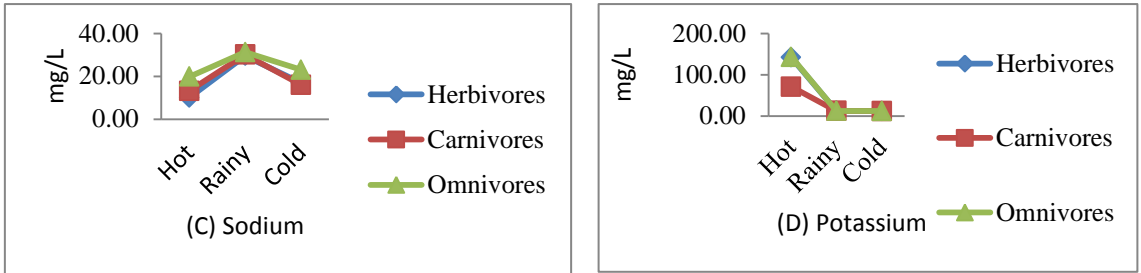 40.00
20.00
0.00
mg/L
Hot
Rainy
Cold
Herbivores
Carnivores
Omnivores
(C) Sodium
200.00
100.00
0.00
mg/L
Hot
Rainy
Cold
Herbivores
Carnivores
Omnivores
(D) Potassium